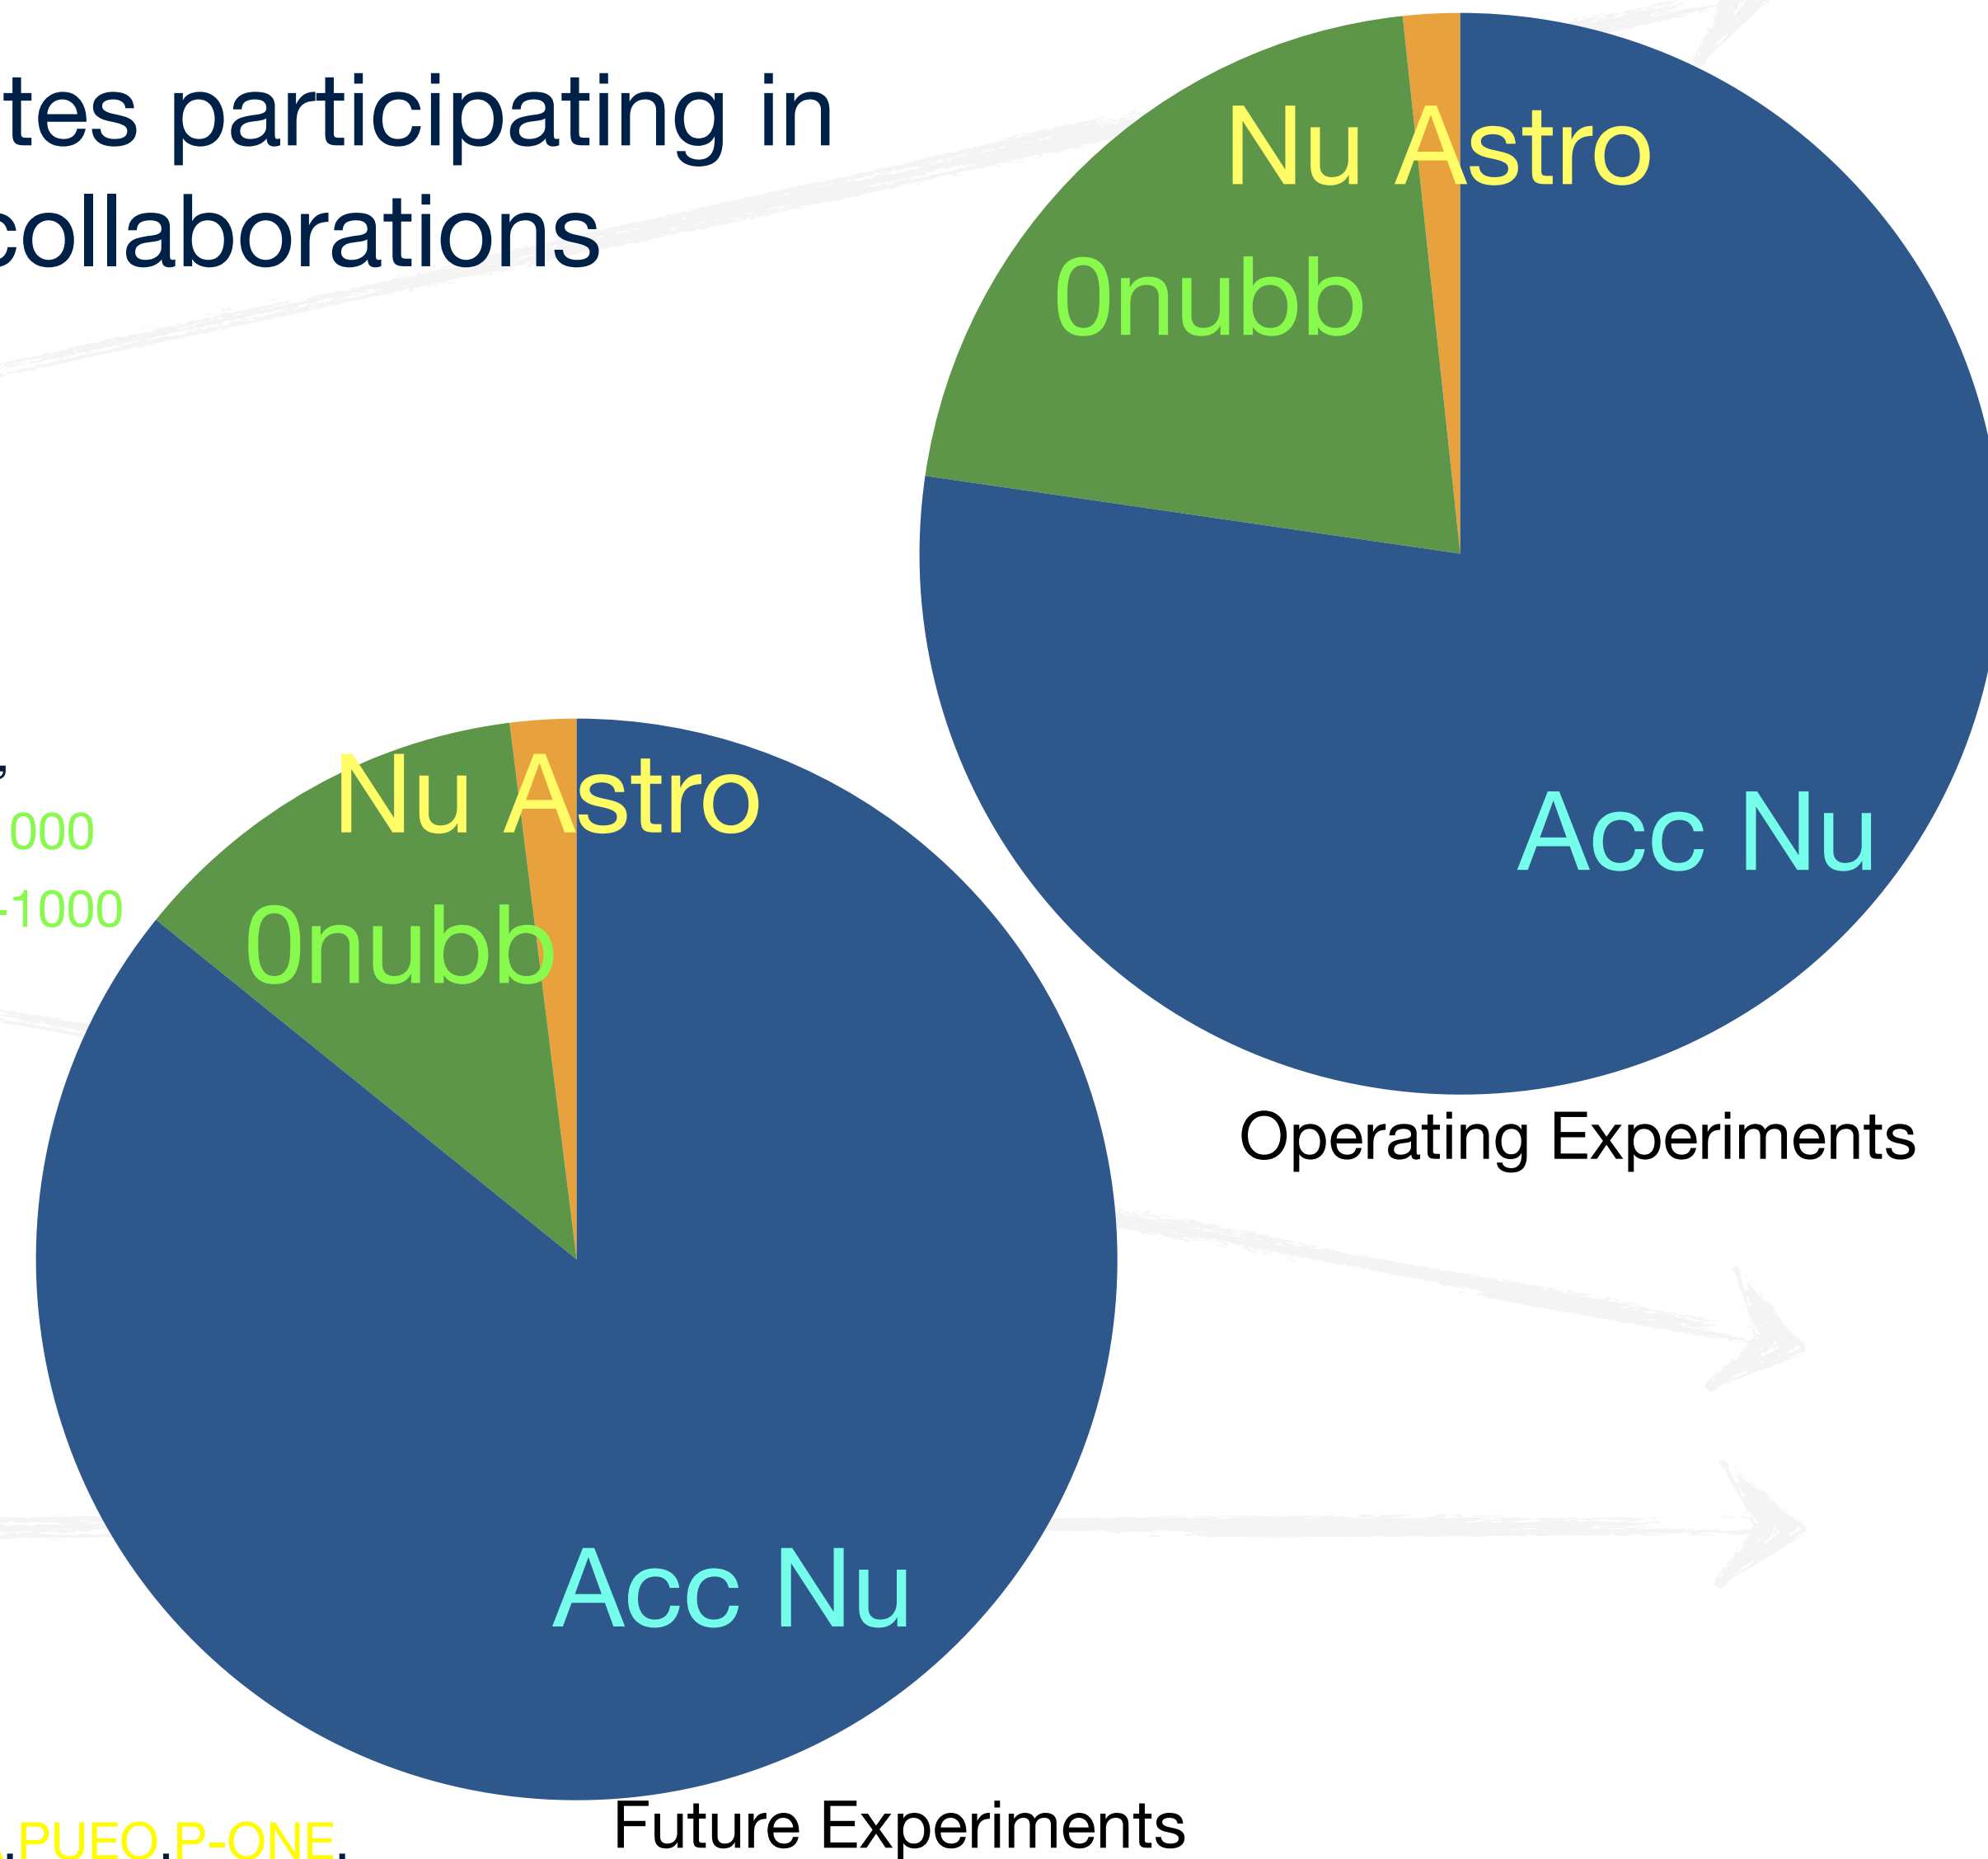 tes participating in
collaborations
Nu Astro
0nubb
Acc Nu
Operating Experiments
,
000
-1000
Nu Astro
0nubb
Acc Nu
Future Experiments
.PUEO.P-ONE.